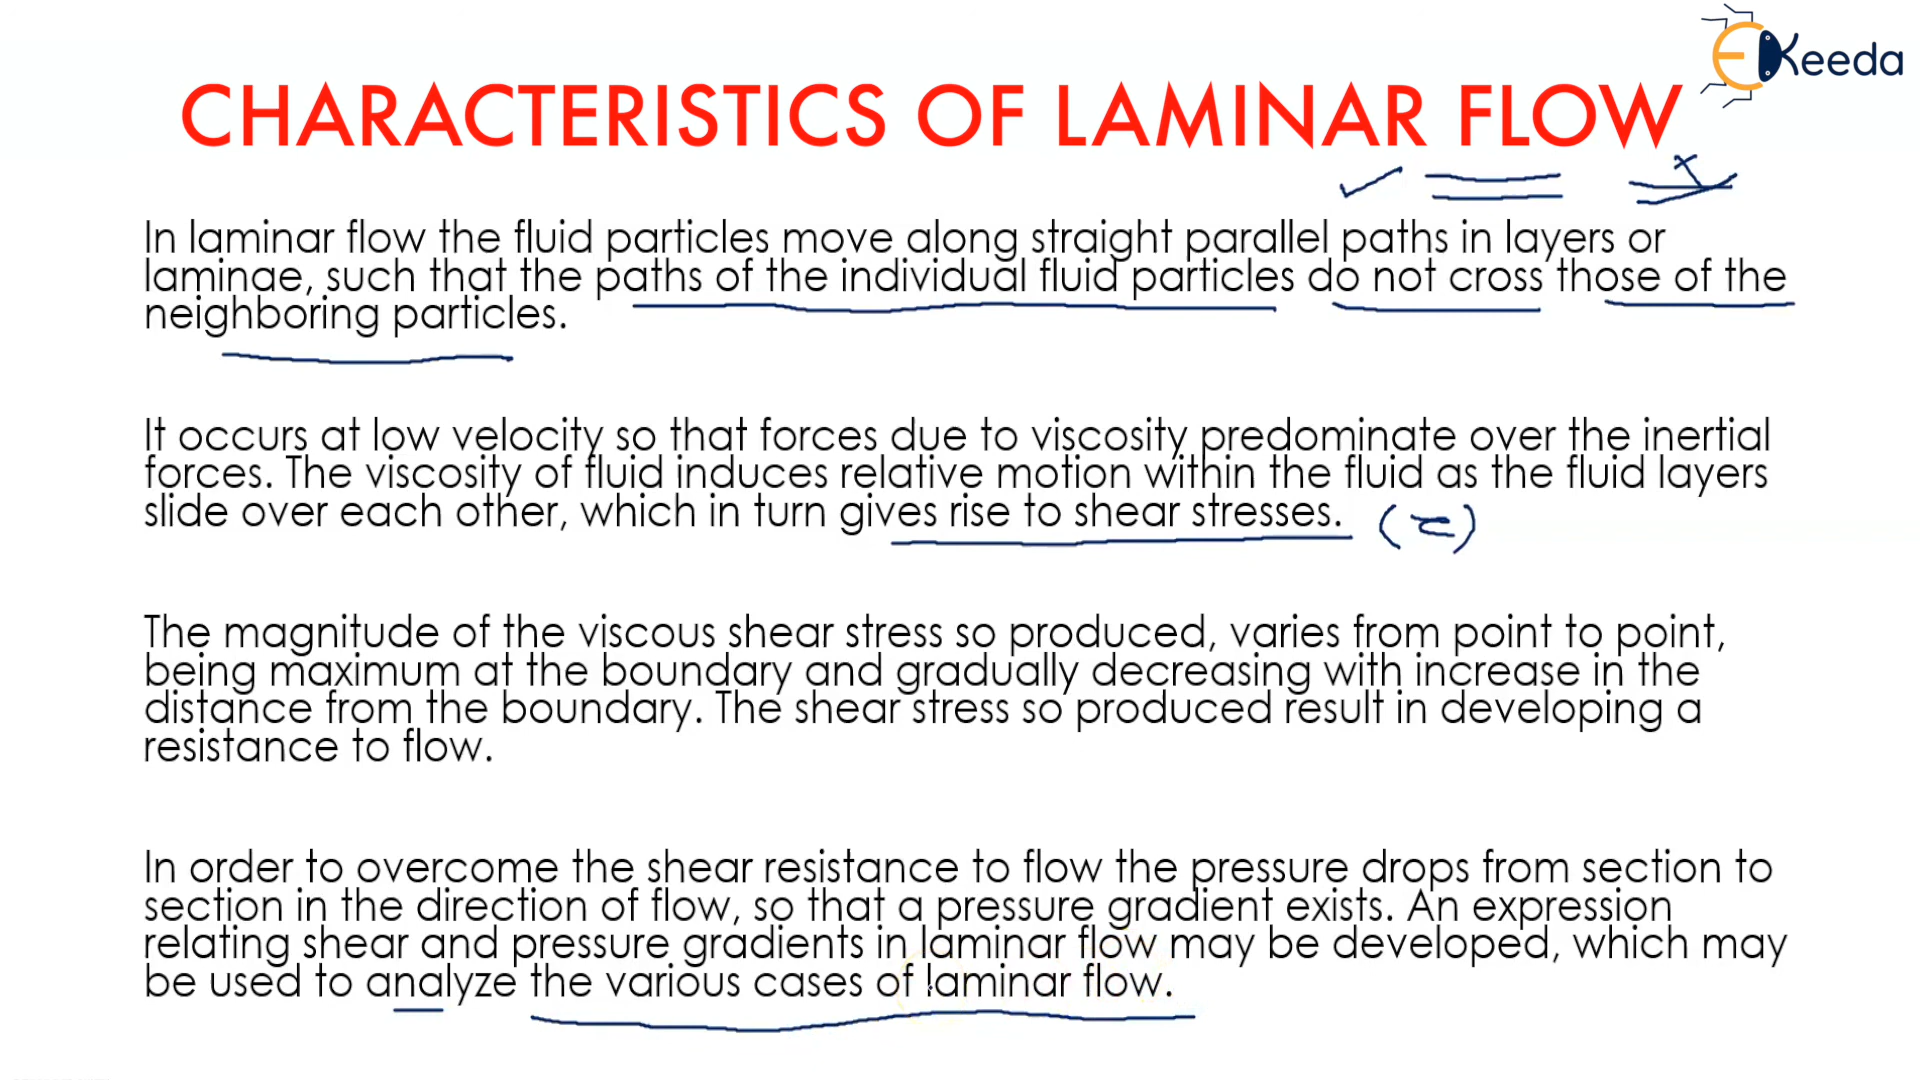 EKeeda
CHARACTERISTICS OF LAMINAR FLOW
In laminar flow the fluid particles move along straight parallel paths in layers or
laminae, such that the paths of the individual fluid particles do not cross those of the
neighboring particles.
It occurs at low velocity so that forces due to viscosity predominate over the inertial
forces. The viscosity of fluid induces relative motion within the fluid as the fluid layers
slide over each other, which in turn gives rise to shear stresses. (τ)
The magnitude of the viscous shear stress so produced, varies from point to point,
being maximum at the boundary and gradually decreasing with increase in the
distance from the boundary. The shear stress so produced result in developing a
resistance to flow.
In order to overcome the shear resistance to flow the pressure drops from section to
section in the direction of flow, so that a pressure gradient exists. An expression
relating shear and pressure gradients in laminar flow may be developed, which may
be used to analyze the various cases of laminar flow.